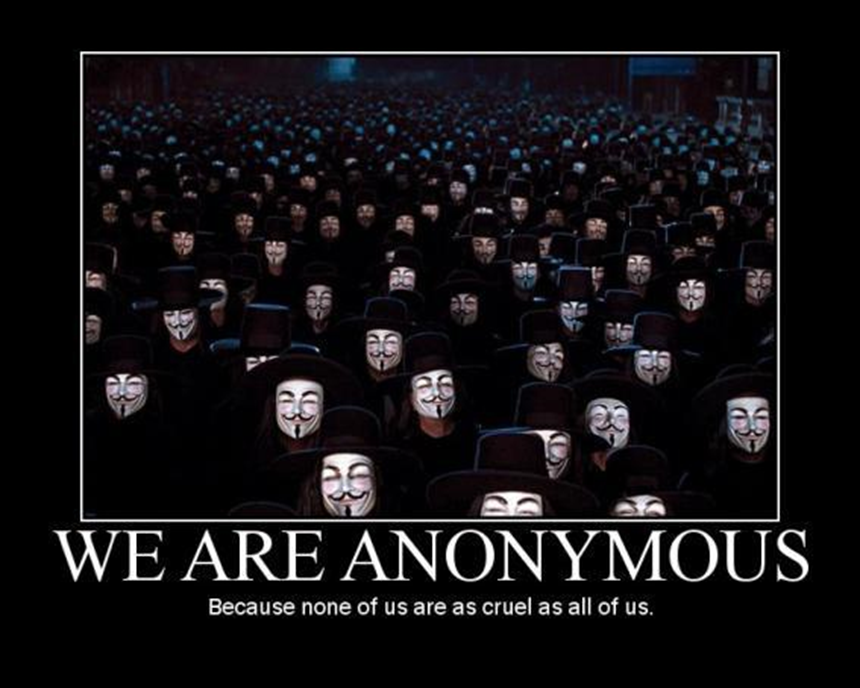 WE ARE ANONYMOUS
Because none of us are as cruel as all of us.